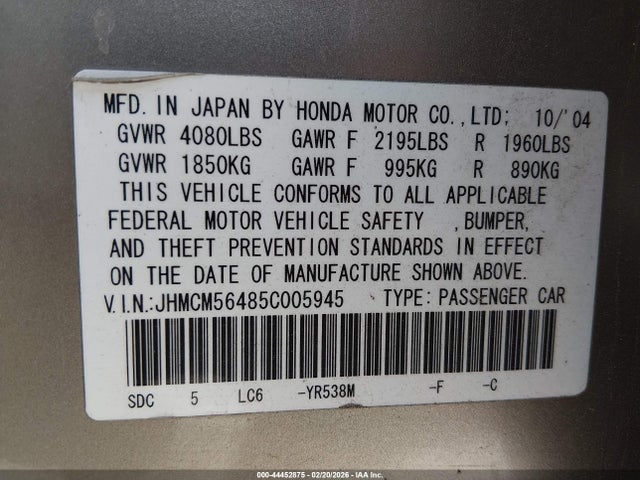 MFD. IN JAPAN BY HONDA MOTOR CO., LTD; 10/'04
GVWR 4080LBS GAWR F 2195LBS R 1960LBS
GVWR 1850KG GAWR F 995KG R 890KG
THIS VEHICLE CONFORMS TO ALL APPLICABLE
FEDERAL MOTOR VEHICLE SAFETY , BUMPER,
AND THEFT PREVENTION STANDARDS IN EFFECT
ON THE DATE OF MANUFACTURE SHOWN ABOVE.
V.I.N.:JHMCM56485C005945 TYPE: PASSENGER CAR
SDC 5 LC6 -YR538M -F -C
000-44452875 | 02/20/2026 - IAA Inc.